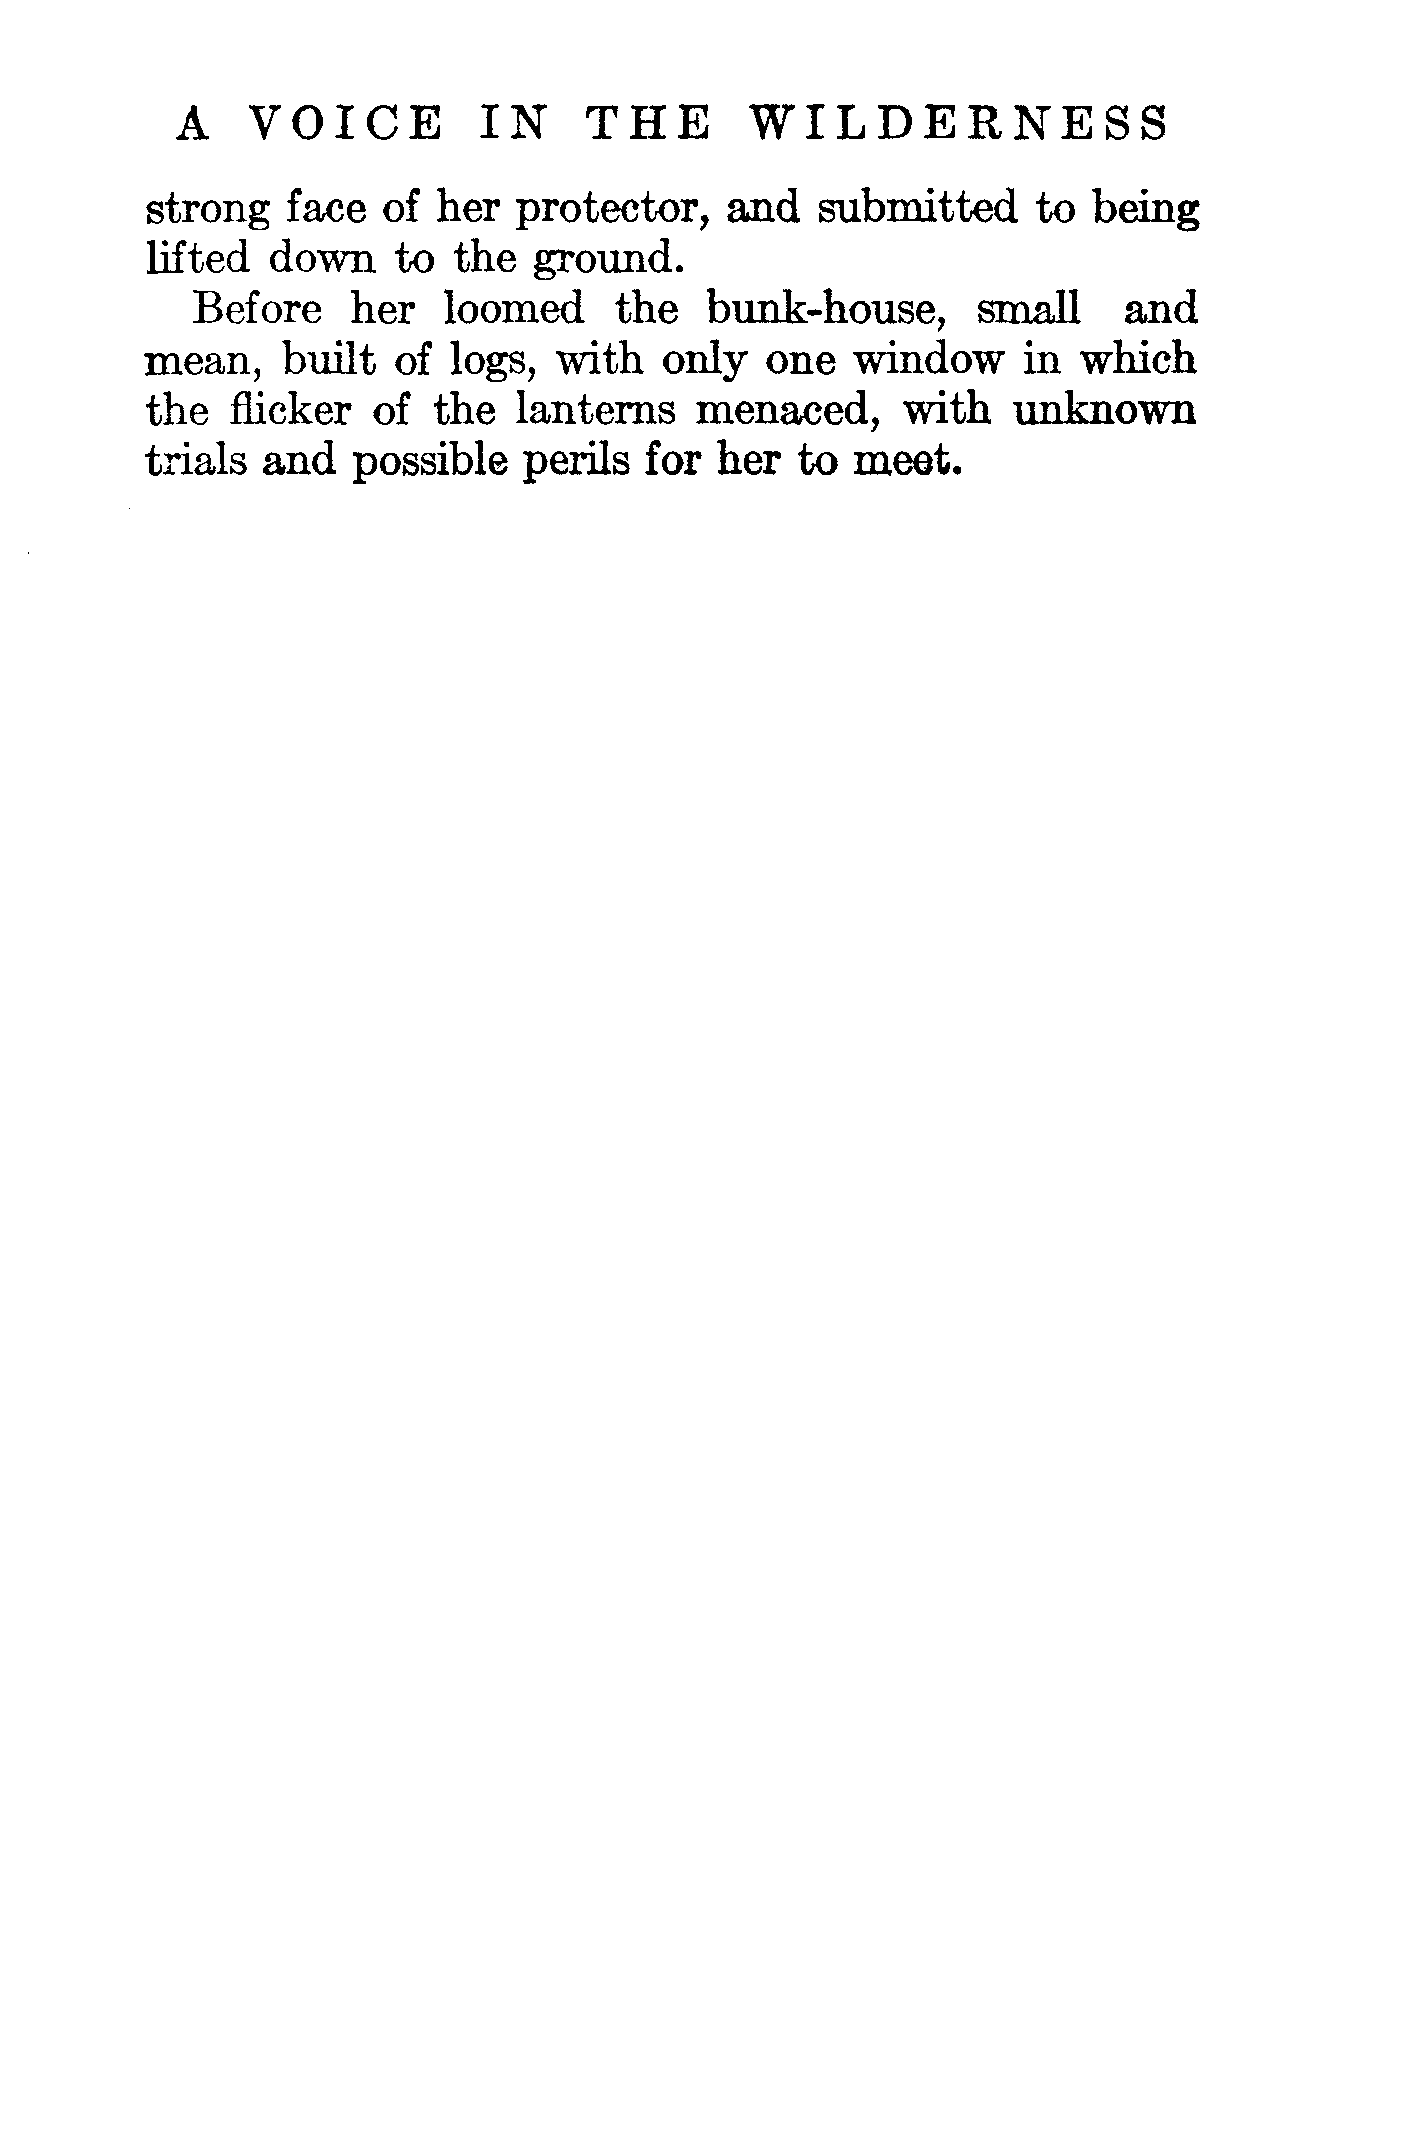 A VOICE IN THE WILDERNESS
strong face of her protector, and submitted to being
lifted down to the ground.
Before her loomed the bunk-house, small and
mean, built of logs, with only one window in which
the flicker of the lanterns menaced, with unknown
trials and possible perils for her to meet.